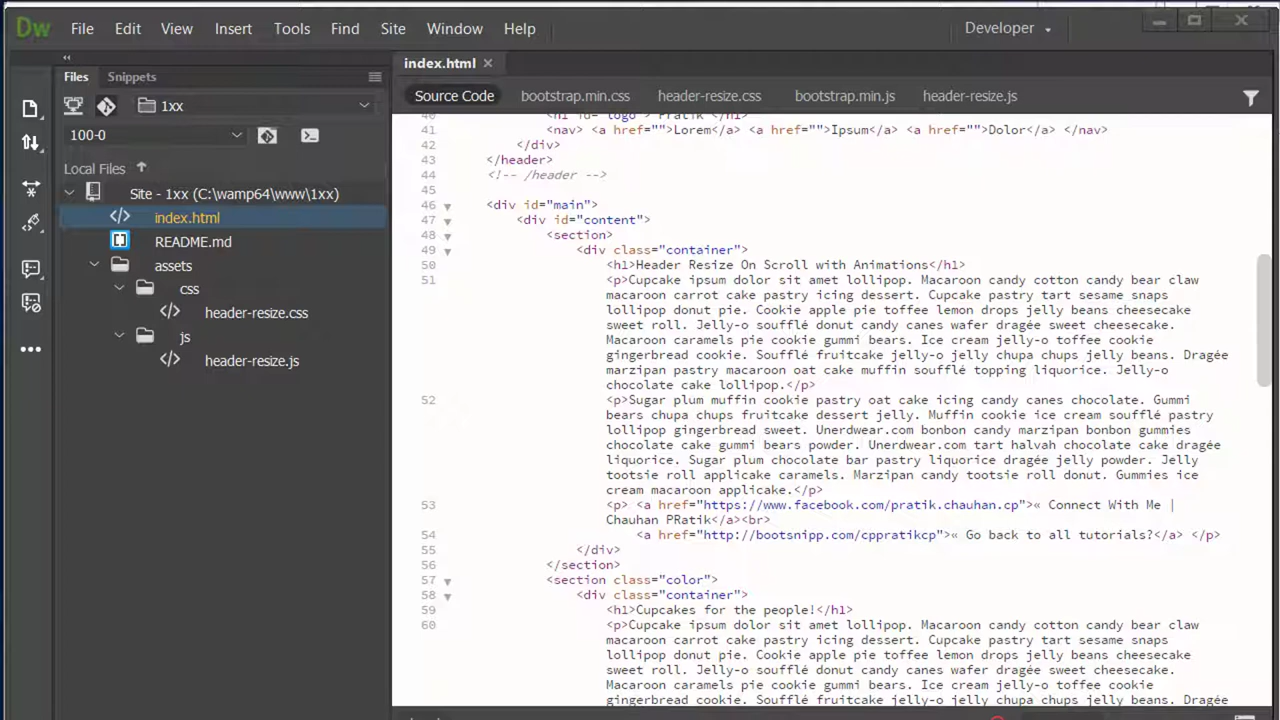 Dw File Edit View Insert Tools Find Site Window Help Developer
Files Snippets
index.html
1xx
Source Code bootstrap.min.css header-resize.css bootstrap.min.js header-resize.js
100-0
Local Files
Site - 1xx (C:\wamp64\www\1xx)
index.html
README.md
assets
css
header-resize.css
js
header-resize.js
40 <h1 id="logo">Pratik</h1>
41 <nav> <a href="">Lorem</a> <a href="">Ipsum</a> <a href="">Dolor</a> </nav>
42 </div>
43 </header>
44 <!-- /header -->
45
46 <div id="main">
47 <div id="content">
48 <section>
49 <div class="container">
50 <h1>Header Resize On Scroll with Animations</h1>
51 <p>Cupcake ipsum dolor sit amet lollipop. Macaroon candy cotton candy bear claw
macaroon carrot cake pastry icing dessert. Cupcake pastry tart sesame snaps
lollipop donut pie. Cookie apple pie toffee lemon drops jelly beans cheesecake
sweet roll. Jelly-o soufflé donut candy canes wafer dragée sweet cheesecake.
Macaroon caramels pie cookie gummi bears. Ice cream jelly-o toffee cookie
gingerbread cookie. Soufflé fruitcake jelly-o jelly chupa chups jelly beans. Dragée
marzipan pastry macaroon oat cake muffin soufflé topping liquorice. Jelly-o
chocolate cake lollipop.</p>
52 <p>Sugar plum muffin cookie pastry oat cake icing candy canes chocolate. Gummi
bears chupa chups fruitcake dessert jelly. Muffin cookie ice cream soufflé pastry
lollipop gingerbread sweet. Unerdwear.com bonbon candy marzipan bonbon gummies
chocolate cake gummi bears powder. Unerdwear.com tart halvah chocolate cake dragée
liquorice. Sugar plum chocolate bar pastry liquorice dragée jelly powder. Jelly
tootsie roll applicake caramels. Marzipan candy tootsie roll donut. Gummies ice
cream macaroon applicake.</p>
53 <p> <a href="https://www.facebook.com/pratik.chauhan.cp">« Connect With Me |
Chauhan PRatik</a><br>
54 <a href="http://bootsnipp.com/cppratikcp">« Go back to all tutorials?</a> </p>
55 </div>
56 </section>
57 <section class="color">
58 <div class="container">
59 <h1>Cupcakes for the people!</h1>
60 <p>Cupcake ipsum dolor sit amet lollipop. Macaroon candy cotton candy bear claw
macaroon carrot cake pastry icing dessert. Cupcake pastry tart sesame snaps
lollipop donut pie. Cookie apple pie toffee lemon drops jelly beans cheesecake
sweet roll. Jelly-o soufflé donut candy canes wafer dragée sweet cheesecake.
Macaroon caramels pie cookie gummi bears. Ice cream jelly-o toffee cookie
gingerbread cookie. Soufflé fruitcake jelly-o jelly chupa chups jelly beans. Dragée